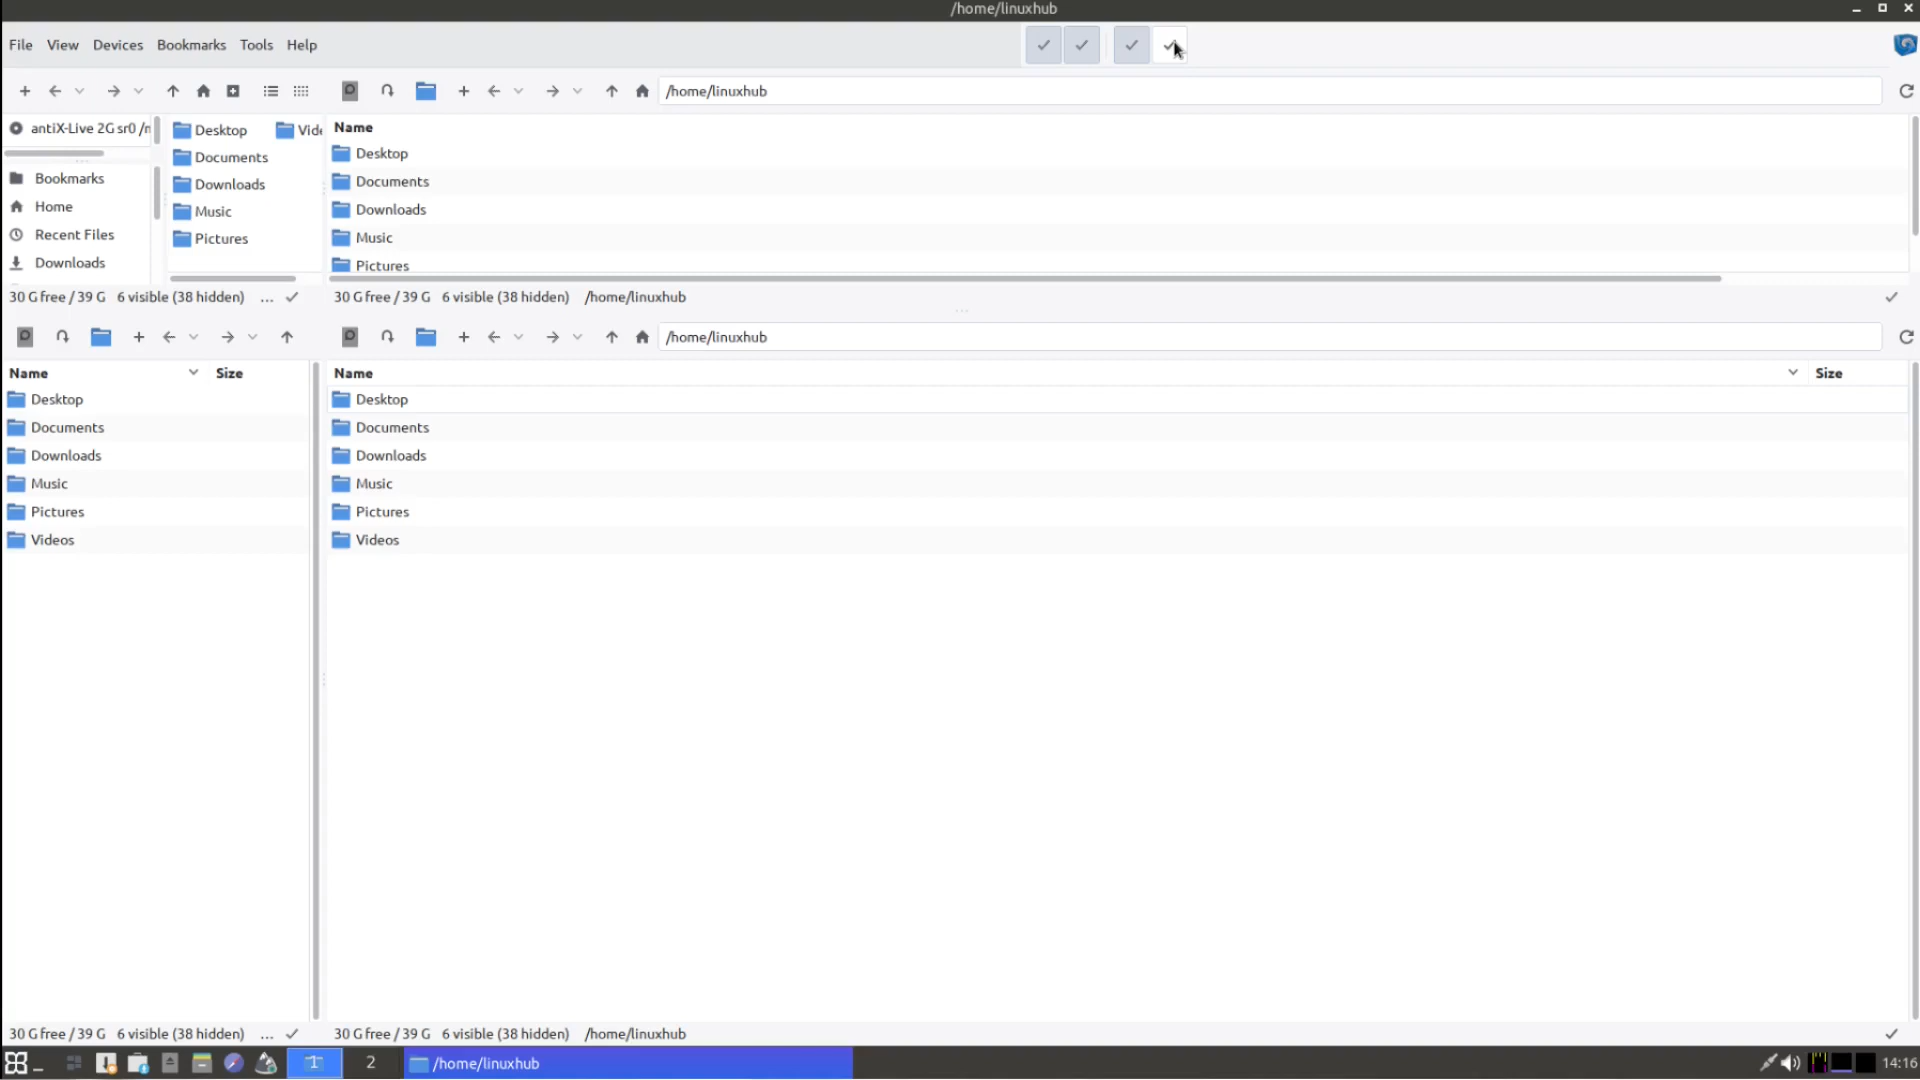 /home/linuxhub
File View Devices Bookmarks Tools Help
/home/linuxhub
antiX-Live 2G sr0
Bookmarks
Home
Recent Files
Downloads
Desktop
Documents
Downloads
Music
Pictures
Name
Desktop
Documents
Downloads
Music
Pictures
30 G free / 39 G 6 visible (38 hidden) ...
30 G free / 39 G 6 visible (38 hidden) /home/linuxhub
/home/linuxhub
Name Size
Desktop
Documents
Downloads
Music
Pictures
Videos
Name Size
Desktop
Documents
Downloads
Music
Pictures
Videos
30 G free / 39 G 6 visible (38 hidden) ...
30 G free / 39 G 6 visible (38 hidden) /home/linuxhub
1 2 /home/linuxhub 14:16